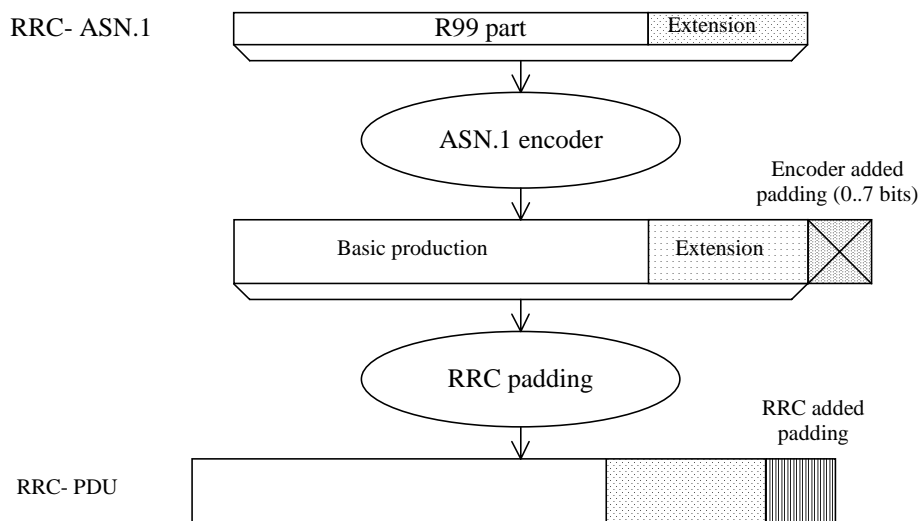 RRC- ASN.1
R99 part
Extension
ASN.1 encoder
Encoder added
padding (0..7 bits)
Basic production
Extension
RRC padding
RRC added
padding
RRC- PDU